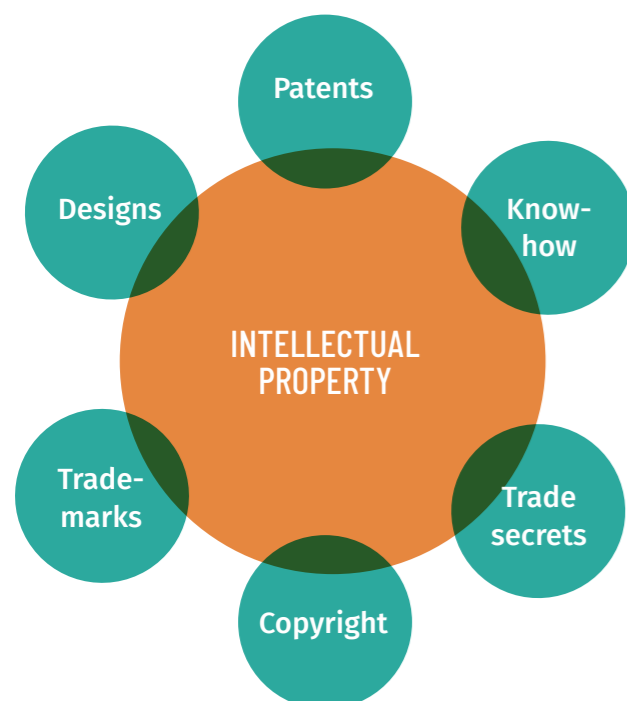 Patents
Designs
Know-
how
INTELLECTUAL
PROPERTY
Trade-
marks
Trade
secrets
Copyright